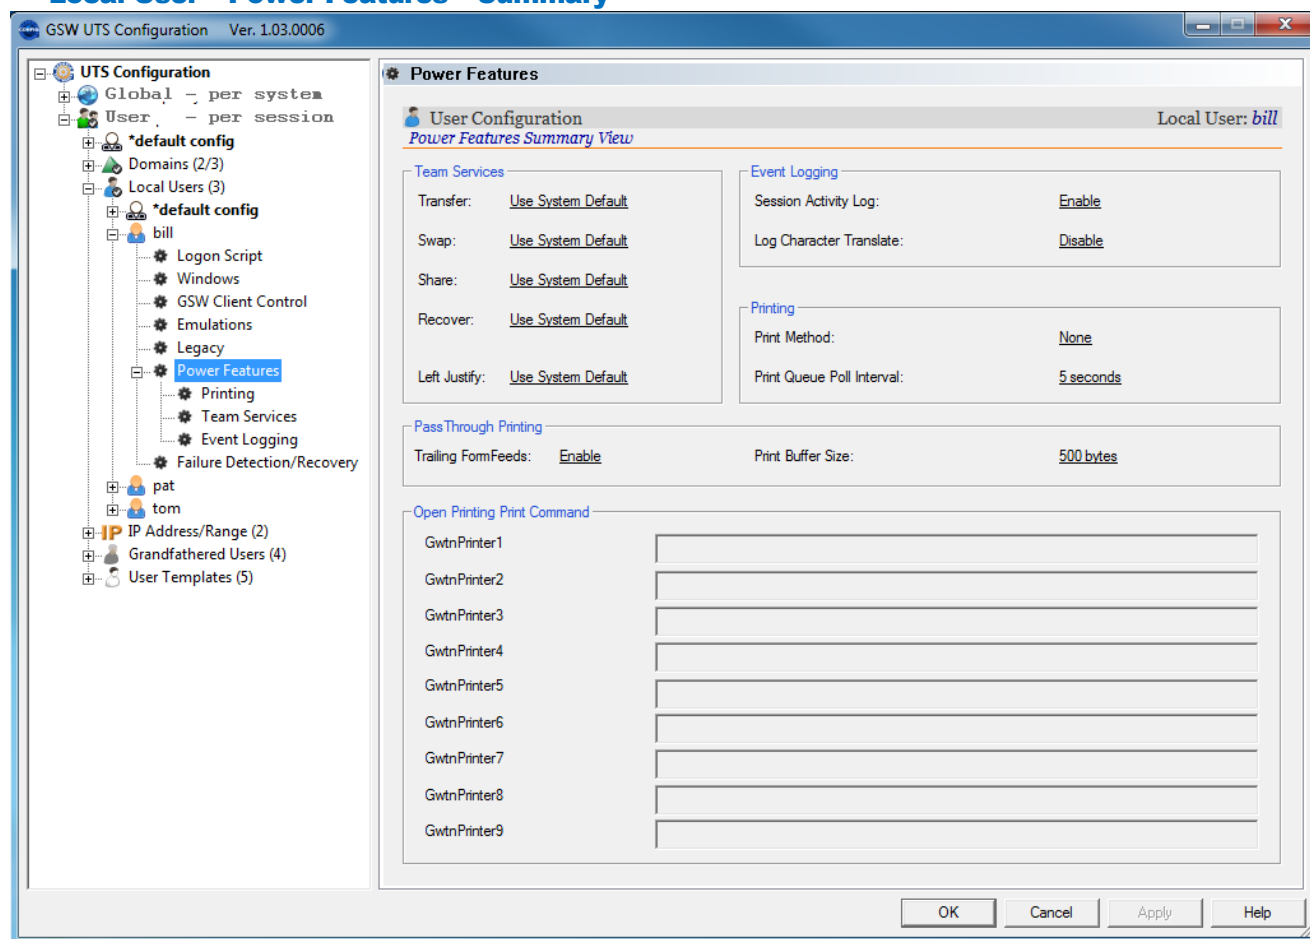 Local User - Power Features - Summary
GSW UTS Configuration Ver. 1.03.0006
UTS Configuration
Global - per system
User - per session
*default config
Domains (2/3)
Local Users (3)
*default config
bill
Logon Script
Windows
GSW Client Control
Emulations
Legacy
Power Features
Printing
Team Services
Event Logging
Failure Detection/Recovery
pat
tom
IP Address/Range (2)
Grandfathered Users (4)
User Templates (5)
Power Features
User Configuration Local User: bill
Power Features Summary View
Team Services
Transfer: Use System Default
Swap: Use System Default
Share: Use System Default
Recover: Use System Default
Left Justify: Use System Default
Event Logging
Session Activity Log: Enable
Log Character Translate: Disable
Printing
Print Method: None
Print Queue Poll Interval: 5 seconds
PassThrough Printing
Trailing FormFeeds: Enable Print Buffer Size: 500 bytes
Open Printing Print Command
GwtnPrinter1
GwtnPrinter2
GwtnPrinter3
GwtnPrinter4
GwtnPrinter5
GwtnPrinter6
GwtnPrinter7
GwtnPrinter8
GwtnPrinter9
OK Cancel Apply Help